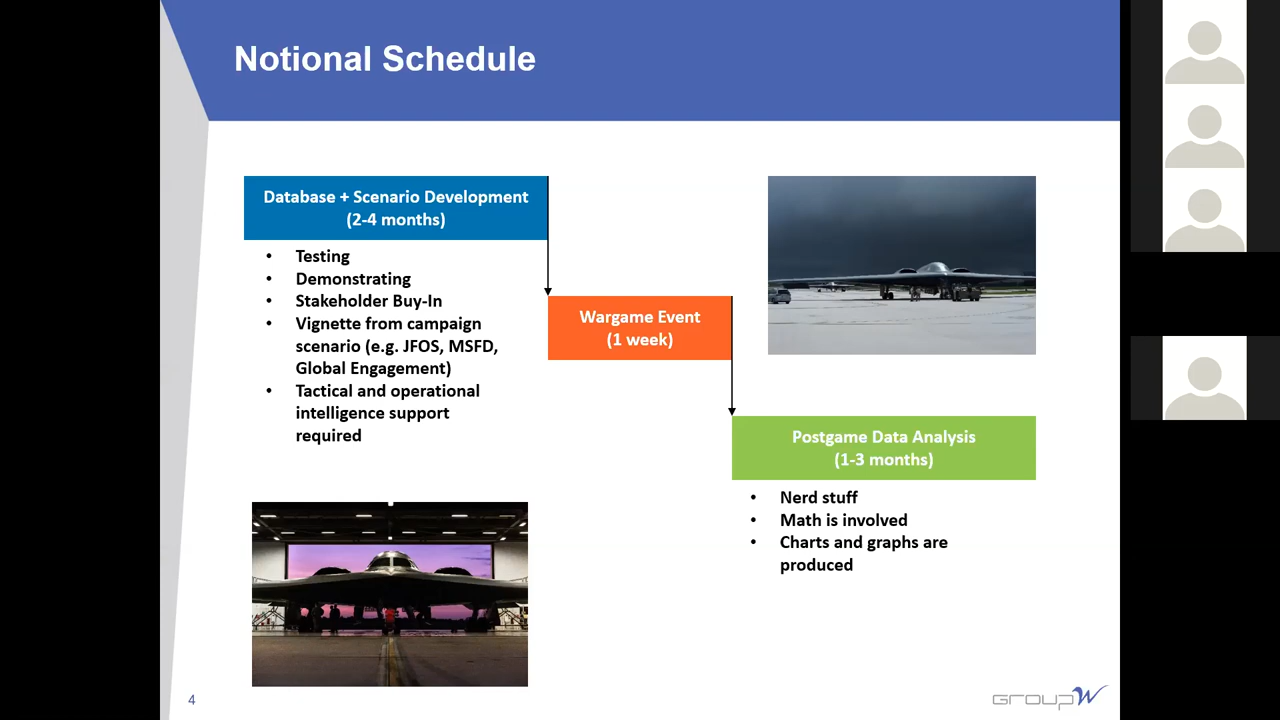 Notional Schedule
Database + Scenario Development
(2-4 months)
• Testing
• Demonstrating
• Stakeholder Buy-In
• Vignette from campaign
scenario (e.g. JFOS, MSFD,
Global Engagement)
• Tactical and operational
intelligence support
required
Wargame Event
(1 week)
Postgame Data Analysis
(1-3 months)
• Nerd stuff
• Math is involved
• Charts and graphs are
produced
4
GROUPW